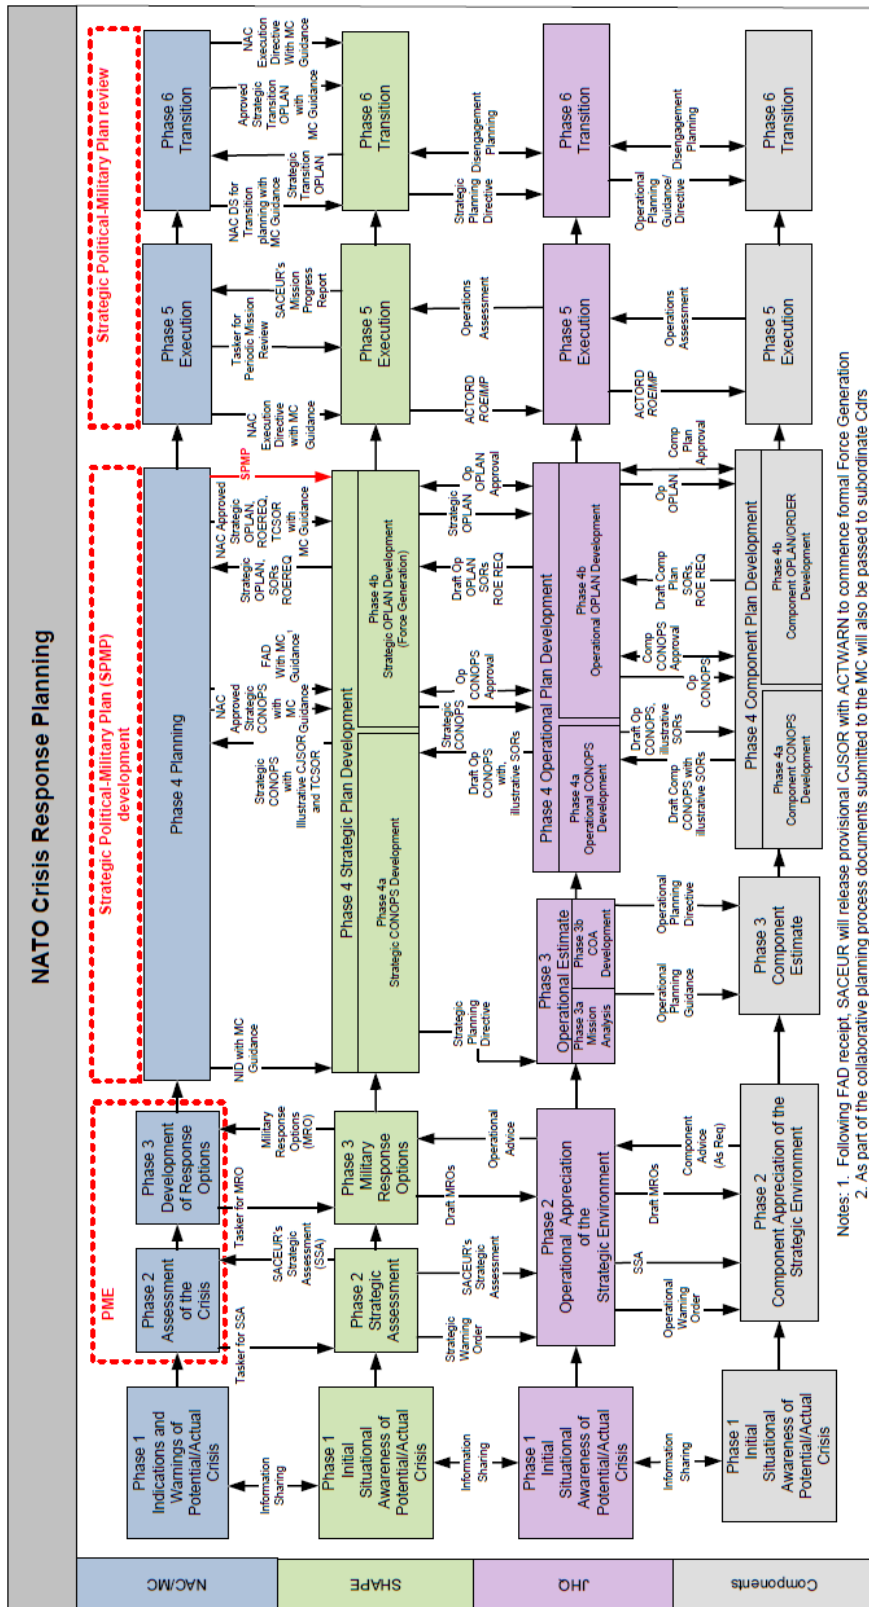 NATO Crisis Response Planning
PME
Strategic Political-Military Plan (SPMP)
development
Strategic Political-Military Plan review
NAC/MC
Phase 1
Indications and
Warnings of
Potential/Actual
Crisis
Phase 2
Assessment
of the
Crisis
Phase 3
Development
of Response
Options
Phase 4 Planning
Phase 5
Execution
Phase 6
Transition
Information
Sharing
Tasker for SSA
SACEUR's
Strategic
Assessment
(SSA)
Tasker for MRO
Military
Response
Options
(MRO)
NID with MC
Guidance
Strategic
CONOPS
with
Illustrative CJSOR
and TCSOR
NAC
Approved
Strategic
CONOPS
with
MC
Guidance
FAD
With MC
Guidance¹
Strategic
OPLAN,
SORs
ROEREQ
NAC Approved
Strategic
OPLAN,
ROEREQ,
TCSOR
with
MC Guidance
SPMP
NAC
Execution
Directive
with MC
Guidance
Tasker for
Periodic Mission
Review
SACEUR's
Mission
Progress
Report
NAC DS for
Transition
planning with
MC Guidance
Strategic
Transition
OPLAN
Aproved
Strategic
Transition
OPLAN
with
MC Guidance
NAC
Execution
Directive
With MC
Guidance
SHAPE
Phase 1
Initial
Situational
Awareness of
Potential/Actual
Crisis
Phase 2
Strategic
Assessment
Phase 3
Military
Response
Options
Phase 4 Strategic Plan Development
Phase 4a
Strategic CONOPS Development
Phase 4b
Strategic OPLAN Development
(Force Generation)
Phase 5
Execution
Phase 6
Transition
Information
Sharing
Strategic
Warning
Order
SACEUR's
Strategic
Assessment
Draft MROs
Operational
Advice
Strategic
Planning
Directive
Draft Op
CONOPS
with,
illustrative SORs
Strategic
CONOPS
Op
CONOPS
Approval
Draft Op
OPLAN
SORs
ROE REQ
Strategic
OPLAN
Op
OPLAN
Approval
ACTORD
ROEIMP
Operations
Assessment
Strategic
Planning
Directive
Disengagement
Planning
JHQ
Phase 1
Initial
Situational
Awareness of
Potential/Actual
Crisis
Phase 2
Operational Appreciation
of the
Strategic Environment
Phase 3
Operational Estimate
Phase 3a
Mission
Analysis
Phase 3b
COA
Development
Phase 4 Operational Plan Development
Phase 4a
Operational CONOPS
Development
Phase 4b
Operational OPLAN Development
Phase 5
Execution
Phase 6
Transition
Information
Sharing
Operational
Warning
Order
SSA
Draft MROs
Component
Advice
(As Req)
Operational
Planning
Guidance
Operational
Planning
Directive
Draft Comp
CONOPS with
illustrative SORs
Draft Op
CONOPS,
illustrative
SORs
Op
CONOPS
Comp
CONOPS
Approval
Draft Comp
Plan
SORs,
ROE REQ
Op
OPLAN
Comp
Plan
Approval
ACTORD
ROEIMP
Operations
Assessment
Operational
Planning
Guidance/
Directive
Disengagement
Planning
Components
Phase 1
Initial
Situational
Awareness of
Potential/Actual
Crisis
Phase 2
Component Appreciation of the
Strategic Environment
Phase 3
Component
Estimate
Phase 4 Component Plan Development
Phase 4a
Component CONOPS
Development
Phase 4b
Component OPLAN/ORDER
Development
Phase 5
Execution
Phase 6
Transition
Notes: 1. Following FAD receipt, SACEUR will release provisional CJSOR with ACTWARN to commence formal Force Generation
2. As part of the collaborative planning process documents submitted to the MC will also be passed to subordinate Cdrs